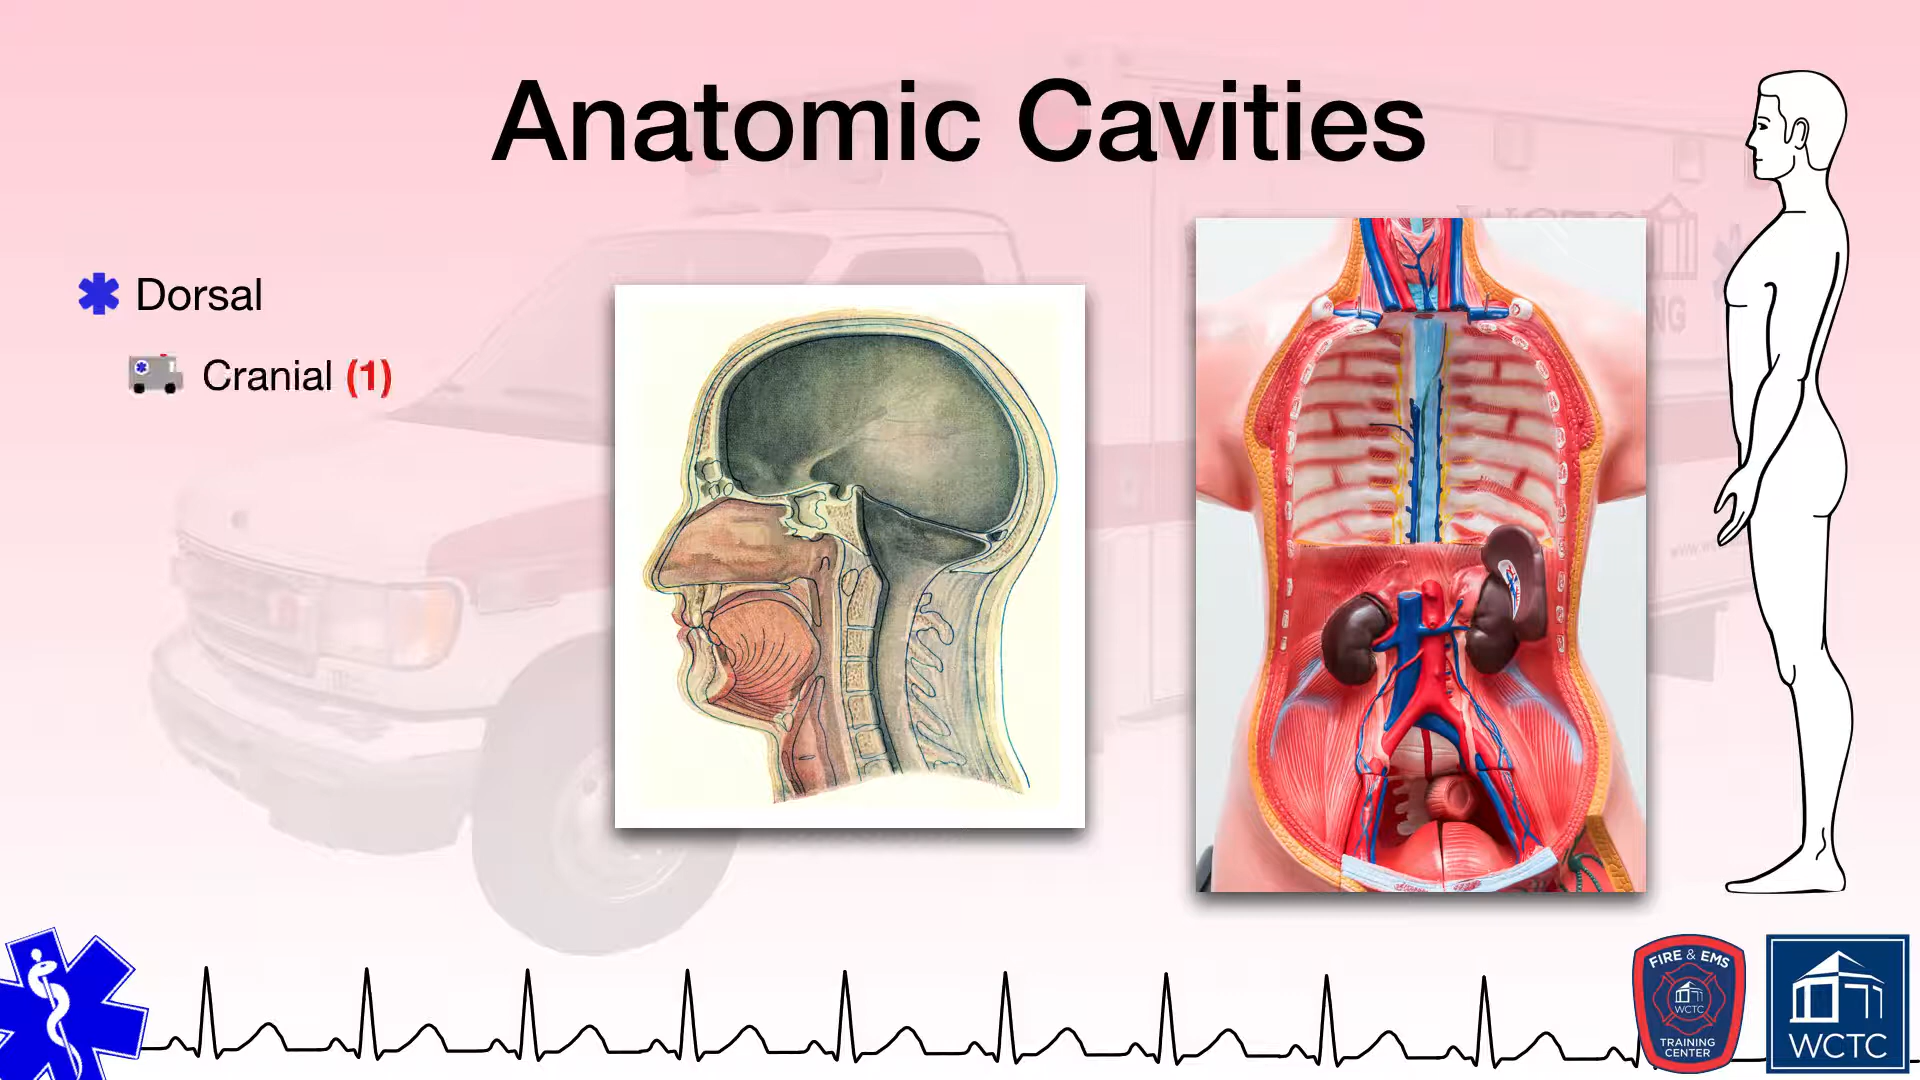 Anatomic Cavities
Dorsal
Cranial (1)
FIRE & EMS
WCTC
TRAINING
CENTER
WCTC